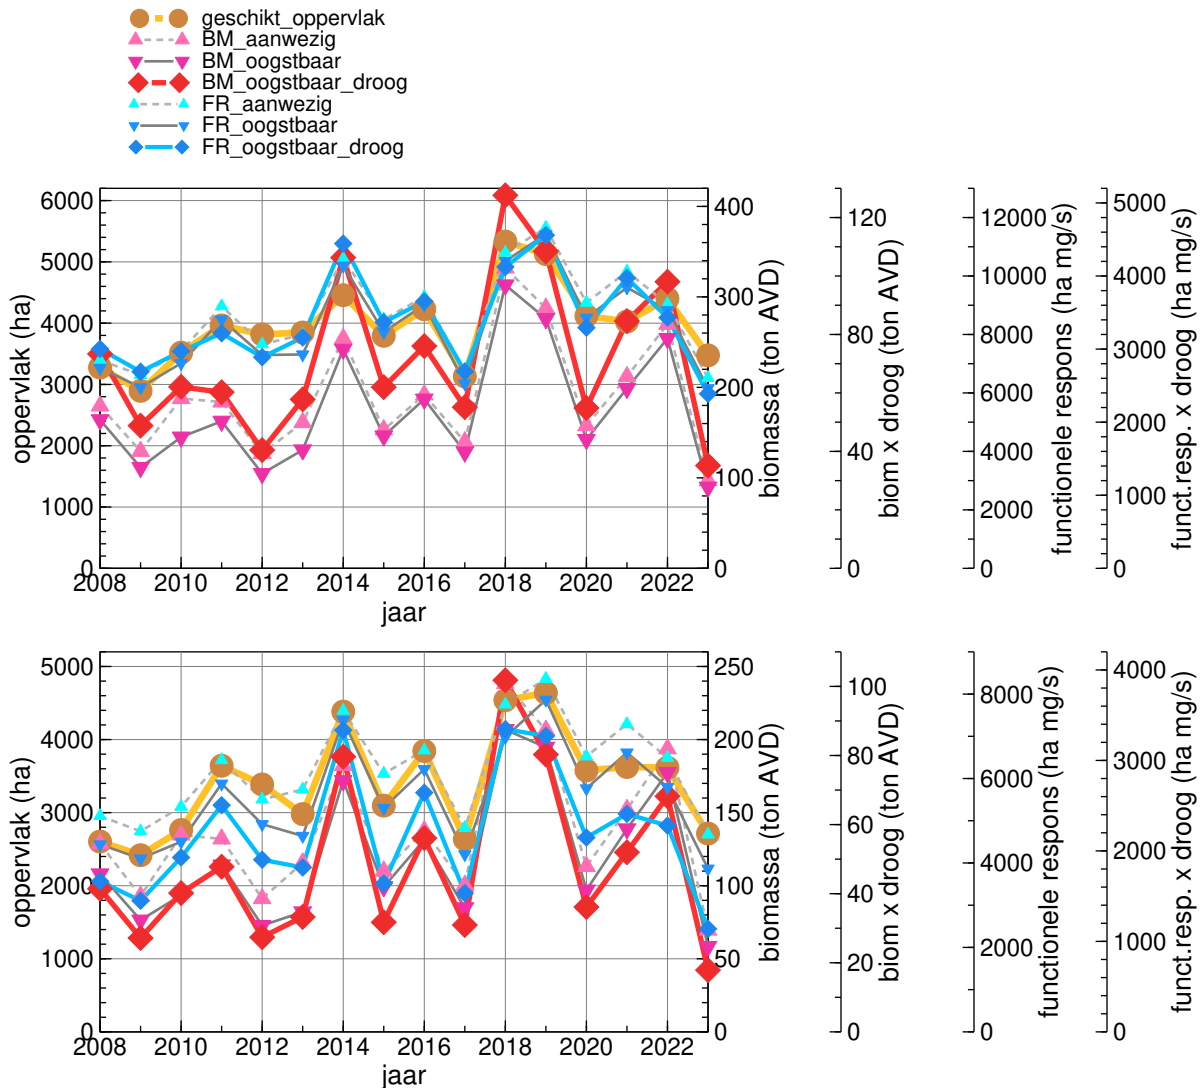 geschikt_oppervlak
BM_aanwezig
BM_oogstbaar
BM_oogstbaar_droog
FR_aanwezig
FR_oogstbaar
FR_oogstbaar_droog
oppervlak (ha)
0
1000
2000
3000
4000
5000
6000
2008 2010 2012 2014 2016 2018 2020 2022
jaar
biomassa (ton AVD)
0
100
200
300
400
biom x droog (ton AVD)
0
40
80
120
functionele respons (ha mg/s)
0
2000
4000
6000
8000
10000
12000
funct.resp. x droog (ha mg/s)
0
1000
2000
3000
4000
5000
oppervlak (ha)
0
1000
2000
3000
4000
5000
2008 2010 2012 2014 2016 2018 2020 2022
jaar
biomassa (ton AVD)
0
50
100
150
200
250
biom x droog (ton AVD)
0
20
40
60
80
100
functionele respons (ha mg/s)
0
2000
4000
6000
8000
funct.resp. x droog (ha mg/s)
0
1000
2000
3000
4000